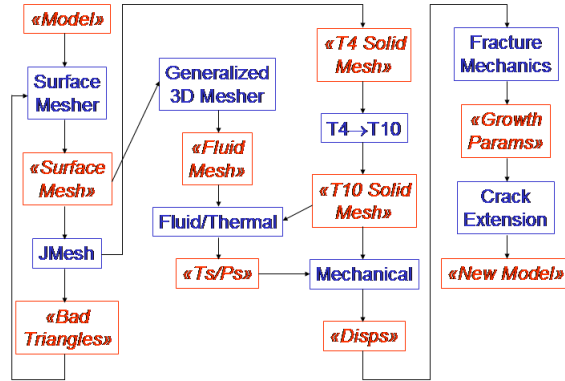 «Model»
Surface
Mesher
«Surface
Mesh»
JMesh
«Bad
Triangles»
Generalized
3D Mesher
«Fluid
Mesh»
Fluid/Thermal
«Ts/Ps»
«T4 Solid
Mesh»
T4→T10
«T10 Solid
Mesh»
Mechanical
«Disps»
Fracture
Mechanics
«Growth
Params»
Crack
Extension
«New Model»